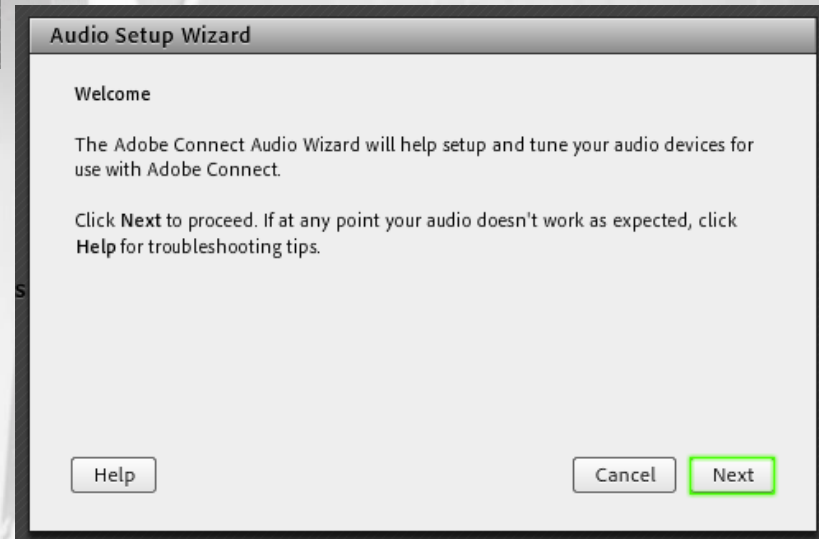 Audio Setup Wizard
Welcome
The Adobe Connect Audio Wizard will help setup and tune your audio devices for
use with Adobe Connect.
Click Next to proceed. If at any point your audio doesn't work as expected, click
Help for troubleshooting tips.
s
Help
Cancel
Next